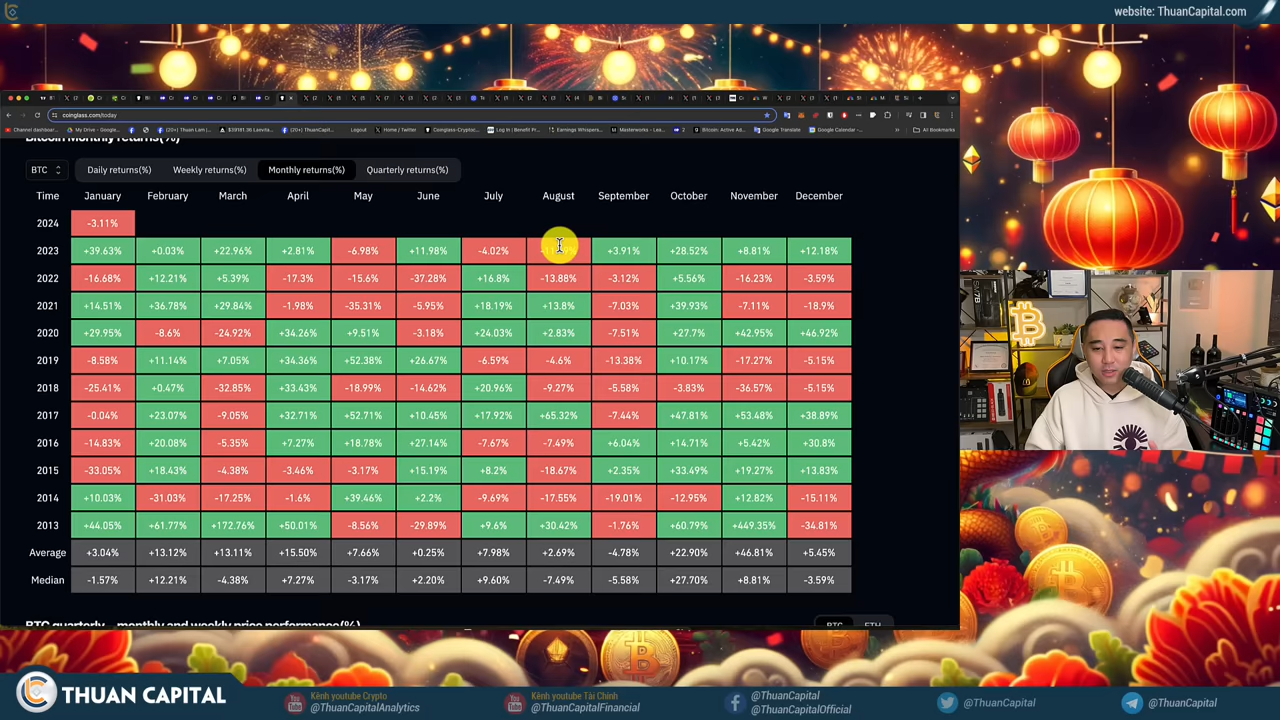 website: ThuanCapital.com
coinglass.com/today
Bitcoin Monthly returns(%)
BTC Daily returns(%) Weekly returns(%) Monthly returns(%) Quarterly returns(%)
Time January February March April May June July August September October November December
2024 -3.11%
2023 +39.63% +0.03% +22.96% +2.81% -6.98% +11.98% -4.02% +3.91% +28.52% +8.81% +12.18%
2022 -16.68% +12.21% +5.39% -17.3% -15.6% -37.28% +16.8% -13.88% -3.12% +5.56% -16.23% -3.59%
2021 +14.51% +36.78% +29.84% -1.98% -35.31% -5.95% +18.19% +13.8% -7.03% +39.93% -7.11% -18.9%
2020 +29.95% -8.6% -24.92% +34.26% +9.51% -3.18% +24.03% +2.83% -7.51% +27.7% +42.95% +46.92%
2019 -8.58% +11.14% +7.05% +34.36% +52.38% +26.67% -6.59% -4.6% -13.38% +10.17% -17.27% -5.15%
2018 -25.41% +0.47% -32.85% +33.43% -18.99% -14.62% +20.96% -9.27% -5.58% -3.83% -36.57% -5.15%
2017 -0.04% +23.07% -9.05% +32.71% +52.71% +10.45% +17.92% +65.32% -7.44% +47.81% +53.48% +38.89%
2016 -14.83% +20.08% -5.35% +7.27% +18.78% +27.14% -7.67% -7.49% +6.04% +14.71% +5.42% +30.8%
2015 -33.05% +18.43% -4.38% -3.46% -3.17% +15.19% +8.2% -18.67% +2.35% +33.49% +19.27% +13.83%
2014 +10.03% -31.03% -17.25% -1.6% +39.46% +2.2% -9.69% -17.55% -19.01% -12.95% +12.82% -15.11%
2013 +44.05% +61.77% +172.76% +50.01% -8.56% -29.89% +9.6% +30.42% -1.76% +60.79% +449.35% -34.81%
Average +3.04% +13.12% +13.11% +15.50% +7.66% +0.25% +7.98% +2.69% -4.78% +22.90% +46.81% +5.45%
Median -1.57% +12.21% -4.38% +7.27% -3.17% +2.20% +9.60% -7.49% -5.58% +27.70% +8.81% -3.59%
BTC quarterly monthly and weekly price performance(%) BTC ETH
THUAN CAPITAL
Kênh youtube Crypto
@ThuanCapitalAnalytics
Kênh youtube Tài Chính
@ThuanCapitalFinancial
@ThuanCapital
@ThuanCapitalOfficial
@ThuanCapital
@ThuanCapital